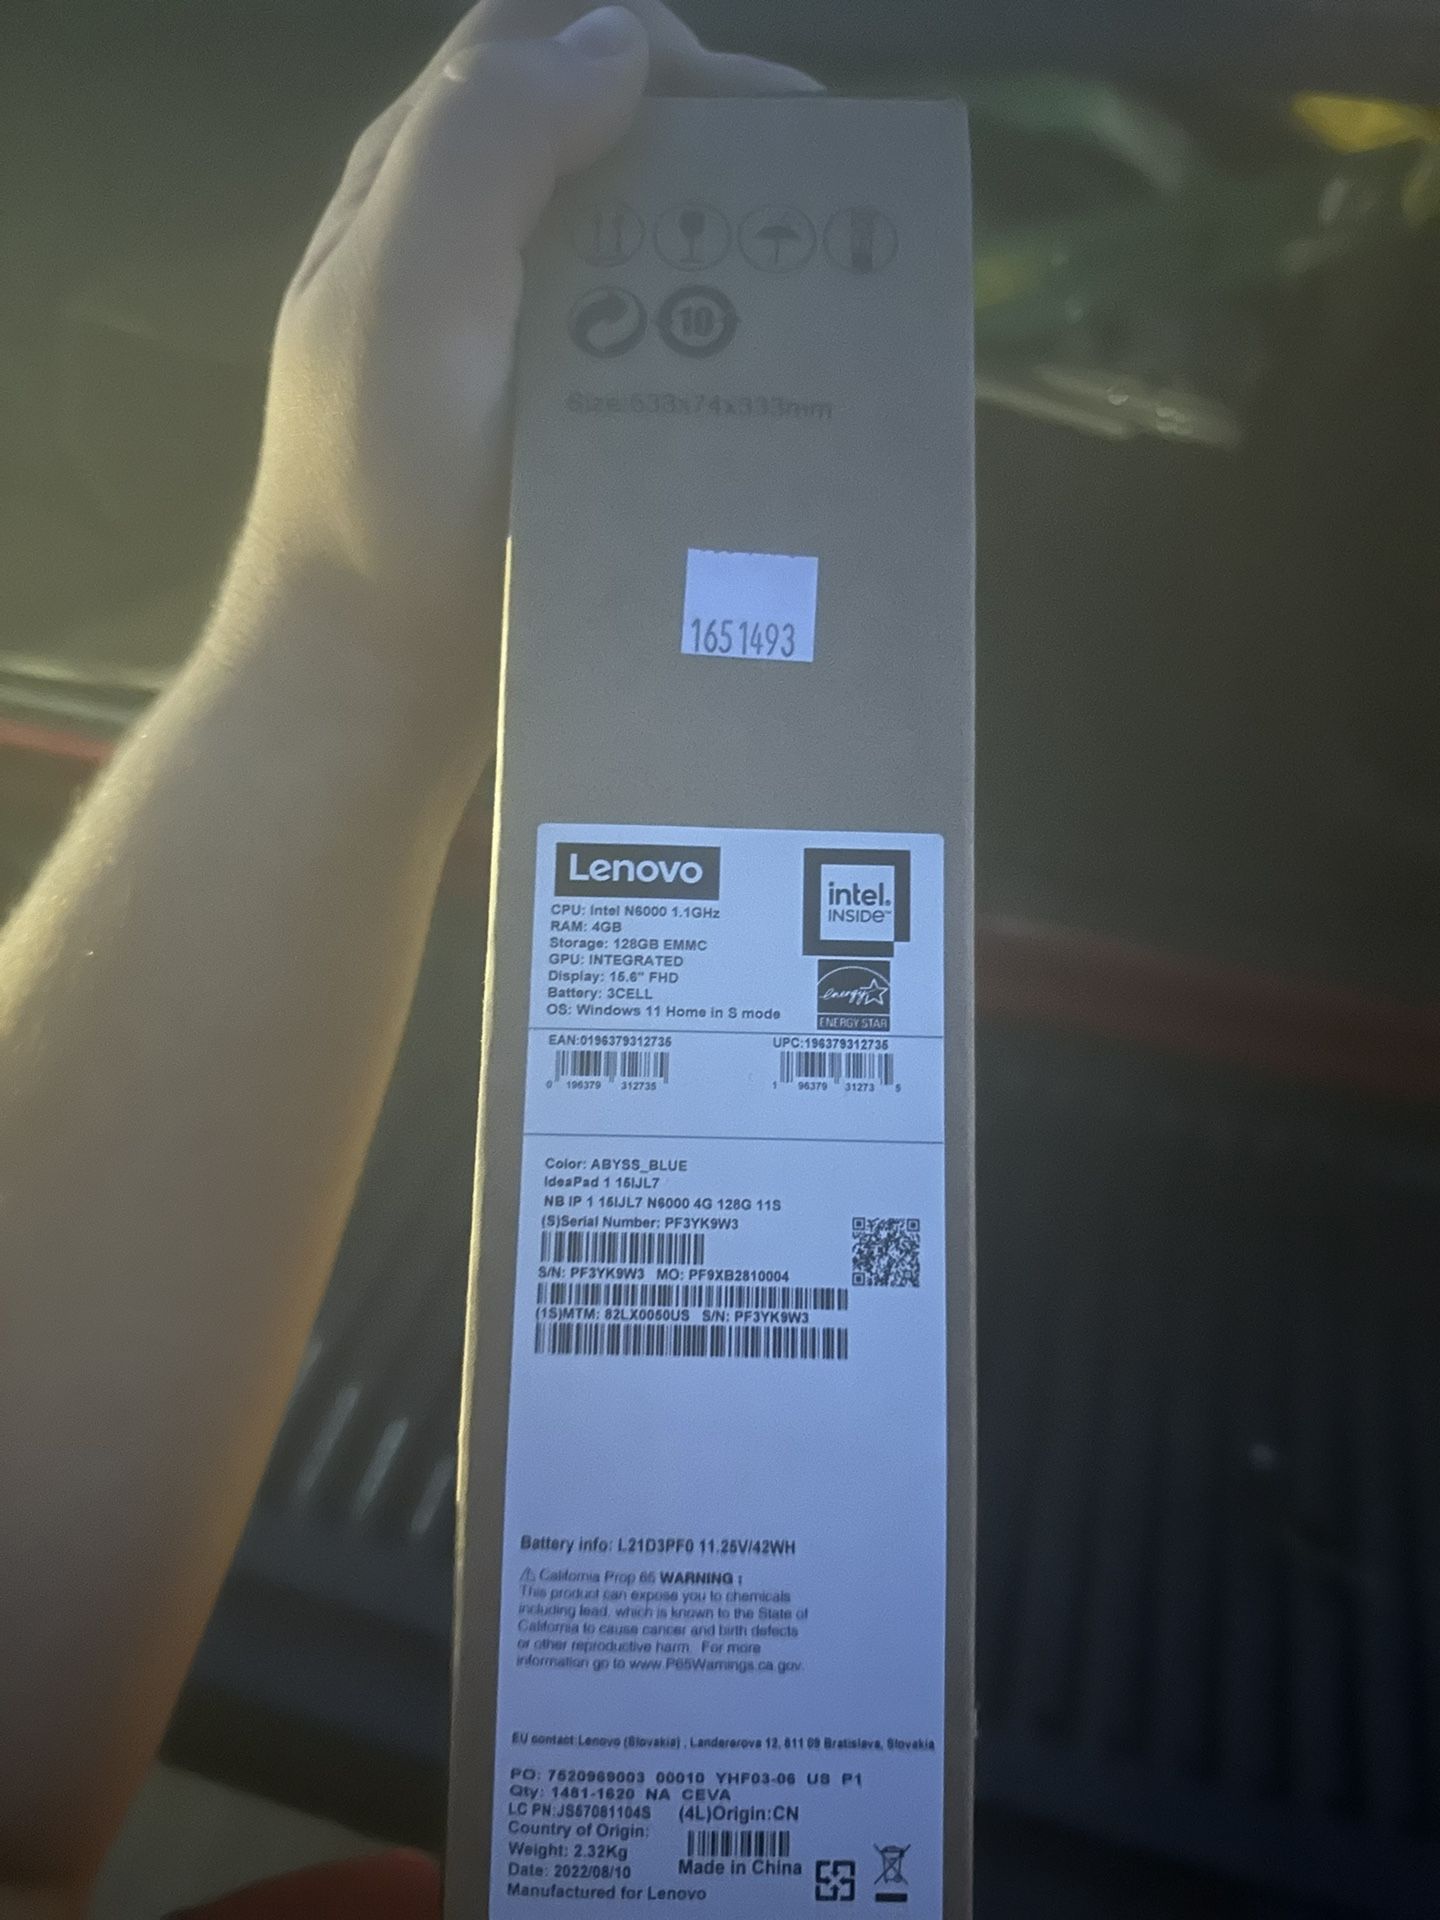 10
Size:533x74x333mm
1651493
Lenovo
intel.
INSIDE™
CPU: Intel N6000 1.1GHz
RAM: 4GB
Storage: 128GB EMMC
GPU: INTEGRATED
Display: 15.6" FHD
Battery: 3CELL
OS: Windows 11 Home in S mode
energy
ENERGY STAR
EAN:0196379312735
UPC:196379312735
0 196379 312735
1 96379 31273 5
Color: ABYSS_BLUE
IdeaPad 1 15IJL7
NB IP 1 15IJL7 N6000 4G 128G 11S
(S)Serial Number: PF3YK9W3
S/N: PF3YK9W3 MO: PF9XB2810004
(1S)MTM: 82LX0050US S/N: PF3YK9W3
Battery info: L21D3PF0 11.25V/42WH
⚠ California Prop 65 WARNING :
This product can expose you to chemicals
including lead, which is known to the State of
California to cause cancer and birth defects
or other reproductive harm. For more
information go to www.P65Warnings.ca.gov.
EU contact:Lenovo (Slovakia) , Landererova 12, 811 09 Bratislava, Slovakia
PO: 7520969003 00010 YHF03-06 US P1
Qty: 1481-1620 NA CEVA
LC PN:JS57081104S (4L)Origin:CN
Country of Origin:
Weight: 2.32Kg
Made in China
Date: 2022/08/10
Manufactured for Lenovo